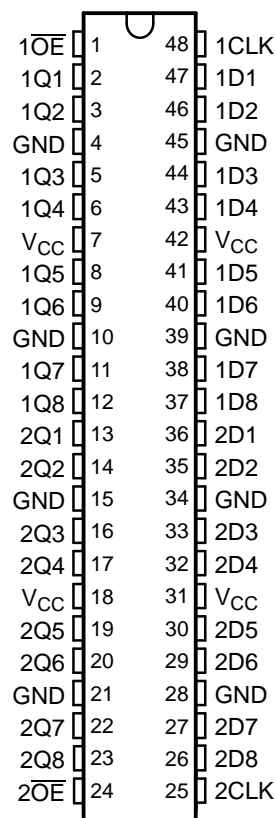 1OE 1 48 1CLK
1Q1 2 47 1D1
1Q2 3 46 1D2
GND 4 45 GND
1Q3 5 44 1D3
1Q4 6 43 1D4
VCC 7 42 VCC
1Q5 8 41 1D5
1Q6 9 40 1D6
GND 10 39 GND
1Q7 11 38 1D7
1Q8 12 37 1D8
2Q1 13 36 2D1
2Q2 14 35 2D2
GND 15 34 GND
2Q3 16 33 2D3
2Q4 17 32 2D4
VCC 18 31 VCC
2Q5 19 30 2D5
2Q6 20 29 2D6
GND 21 28 GND
2Q7 22 27 2D7
2Q8 23 26 2D8
2OE 24 25 2CLK